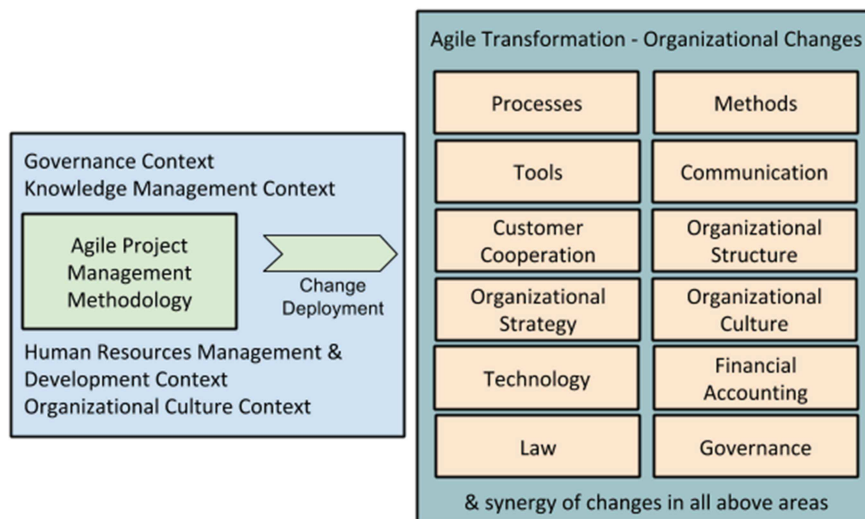 Governance Context
Knowledge Management Context
Agile Project
Management
Methodology
Change
Deployment
Human Resources Management &
Development Context
Organizational Culture Context
Agile Transformation - Organizational Changes
Processes
Methods
Tools
Communication
Customer
Cooperation
Organizational
Structure
Organizational
Strategy
Organizational
Culture
Technology
Financial
Accounting
Law
Governance
& synergy of changes in all above areas